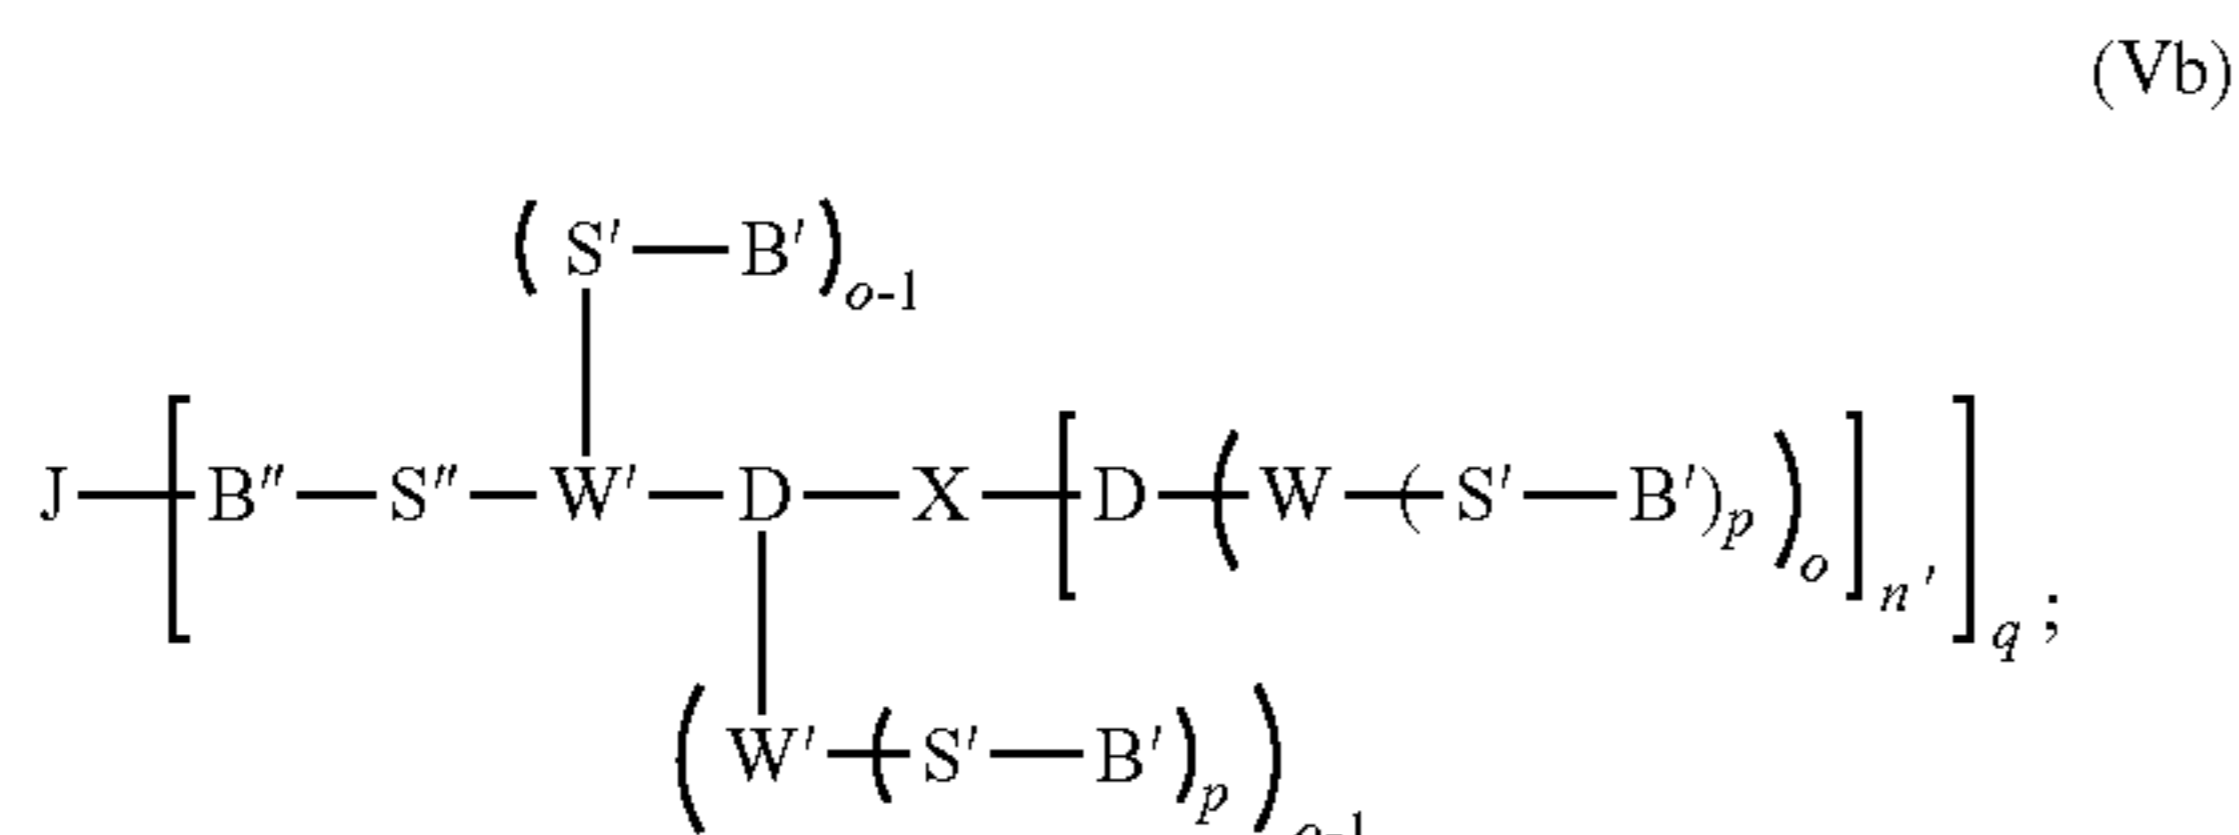 (Vb)
( S' — B' )o-1
J — [ B" — S" — W' — D — X — [ D — ( W — ( S' — B' )p )o ]n' ]q ;
( W' — ( S' — B' )p )o-1